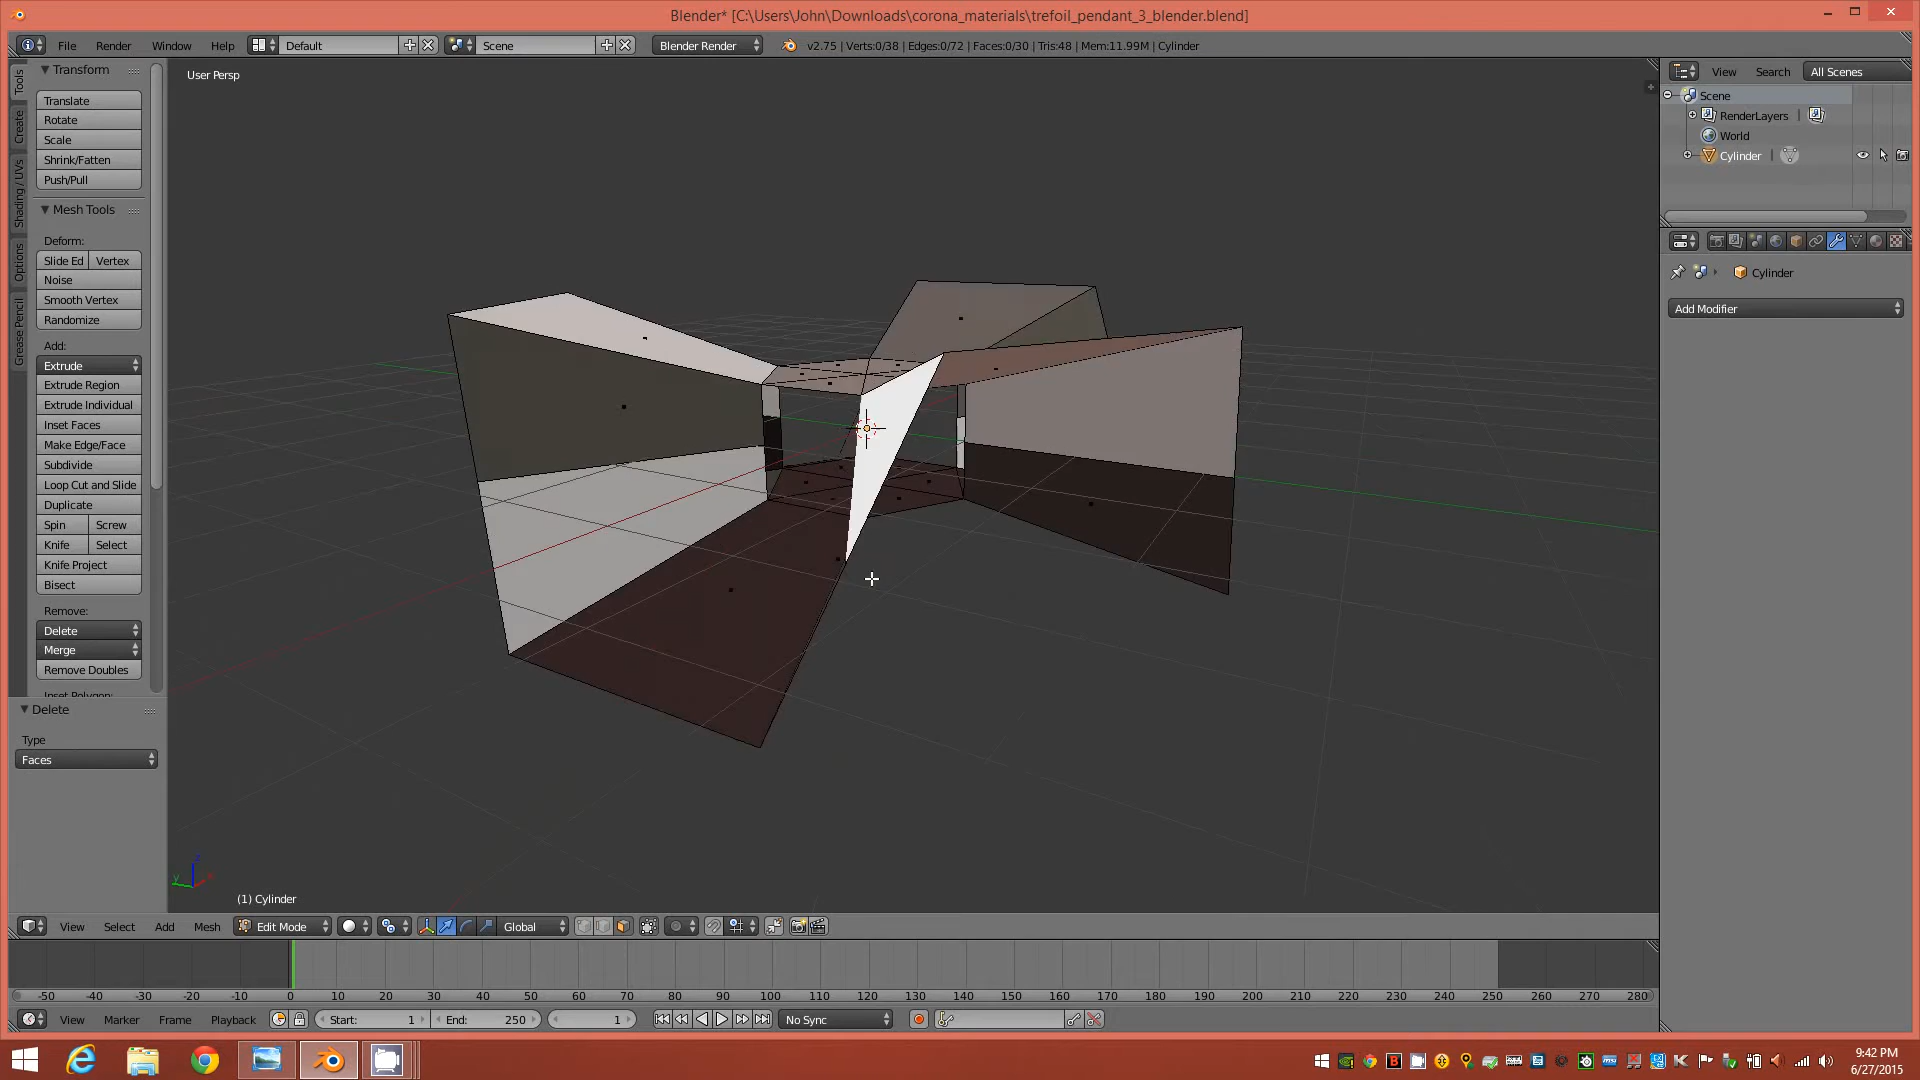 Blender* [C:\Users\John\Downloads\corona_materials\trefoil_pendant_3_blender.blend]
File Render Window Help Default Scene Blender Render v2.75 | Verts:0/38 | Edges:0/72 | Faces:0/30 | Tris:48 | Mem:11.99M | Cylinder
Tools
Create
Shading / UVs
Options
Grease Pencil
Transform
Translate
Rotate
Scale
Shrink/Fatten
Push/Pull
Mesh Tools
Deform:
Slide Ed Vertex
Noise
Smooth Vertex
Randomize
Add:
Extrude
Extrude Region
Extrude Individual
Inset Faces
Make Edge/Face
Subdivide
Loop Cut and Slide
Duplicate
Spin Screw
Knife Select
Knife Project
Bisect
Remove:
Delete
Merge
Remove Doubles
Inset Polygon:
Delete
Type
Faces
User Persp
z
y
x
(1) Cylinder
View Search All Scenes
Scene
RenderLayers |
World
Cylinder |
Cylinder
Add Modifier
View Select Add Mesh Edit Mode Global
-50 -40 -30 -20 -10 0 10 20 30 40 50 60 70 80 90 100 110 120 130 140 150 160 170 180 190 200 210 220 230 240 250 260 270 280
View Marker Frame Playback Start: 1 End: 250 1 No Sync
9:42 PM
6/27/2015